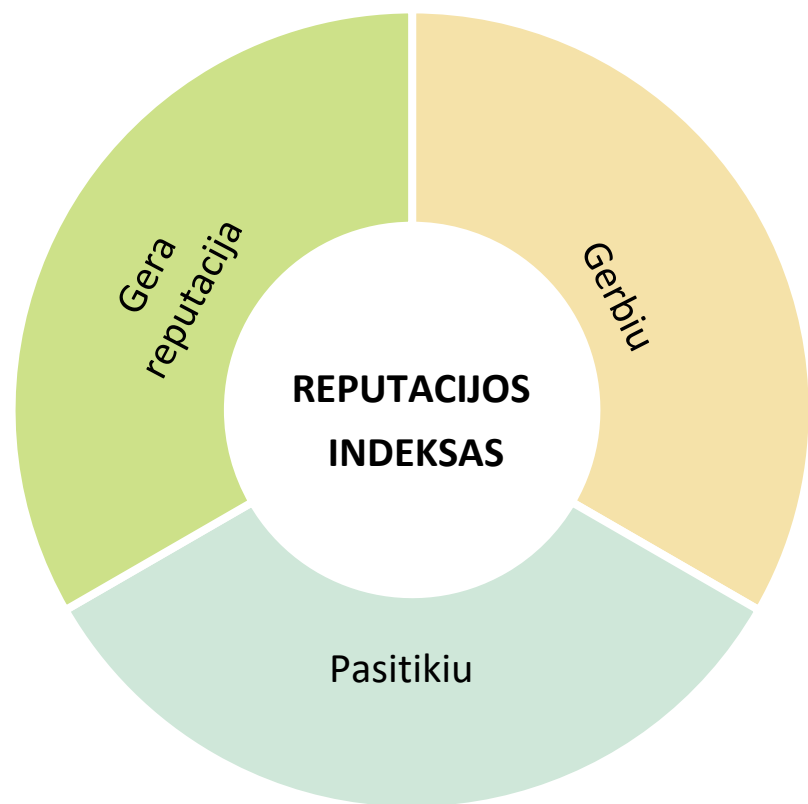 Gera
reputacija
Gerbiu
REPUTACIJOS
INDEKSAS
Pasitikiu